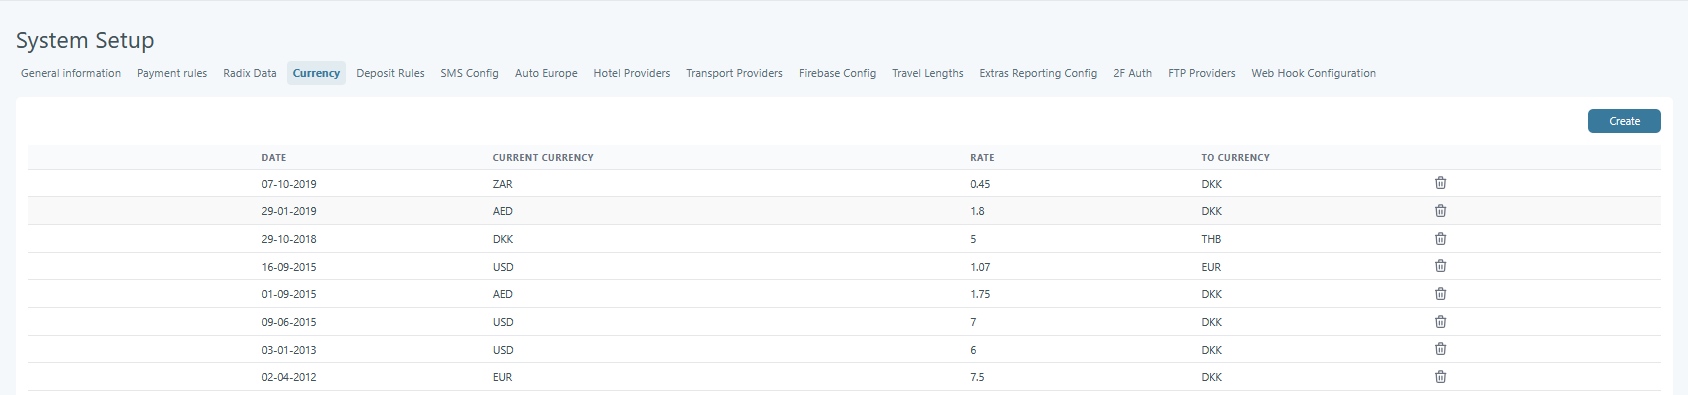 System Setup
General information Payment rules Radix Data Currency Deposit Rules SMS Config Auto Europe Hotel Providers Transport Providers Firebase Config Travel Lengths Extras Reporting Config 2F Auth FTP Providers Web Hook Configuration
Create
DATE CURRENT CURRENCY RATE TO CURRENCY
07-10-2019 ZAR 0.45 DKK
29-01-2019 AED 1.8 DKK
29-10-2018 DKK 5 THB
16-09-2015 USD 1.07 EUR
01-09-2015 AED 1.75 DKK
09-06-2015 USD 7 DKK
03-01-2013 USD 6 DKK
02-04-2012 EUR 7.5 DKK